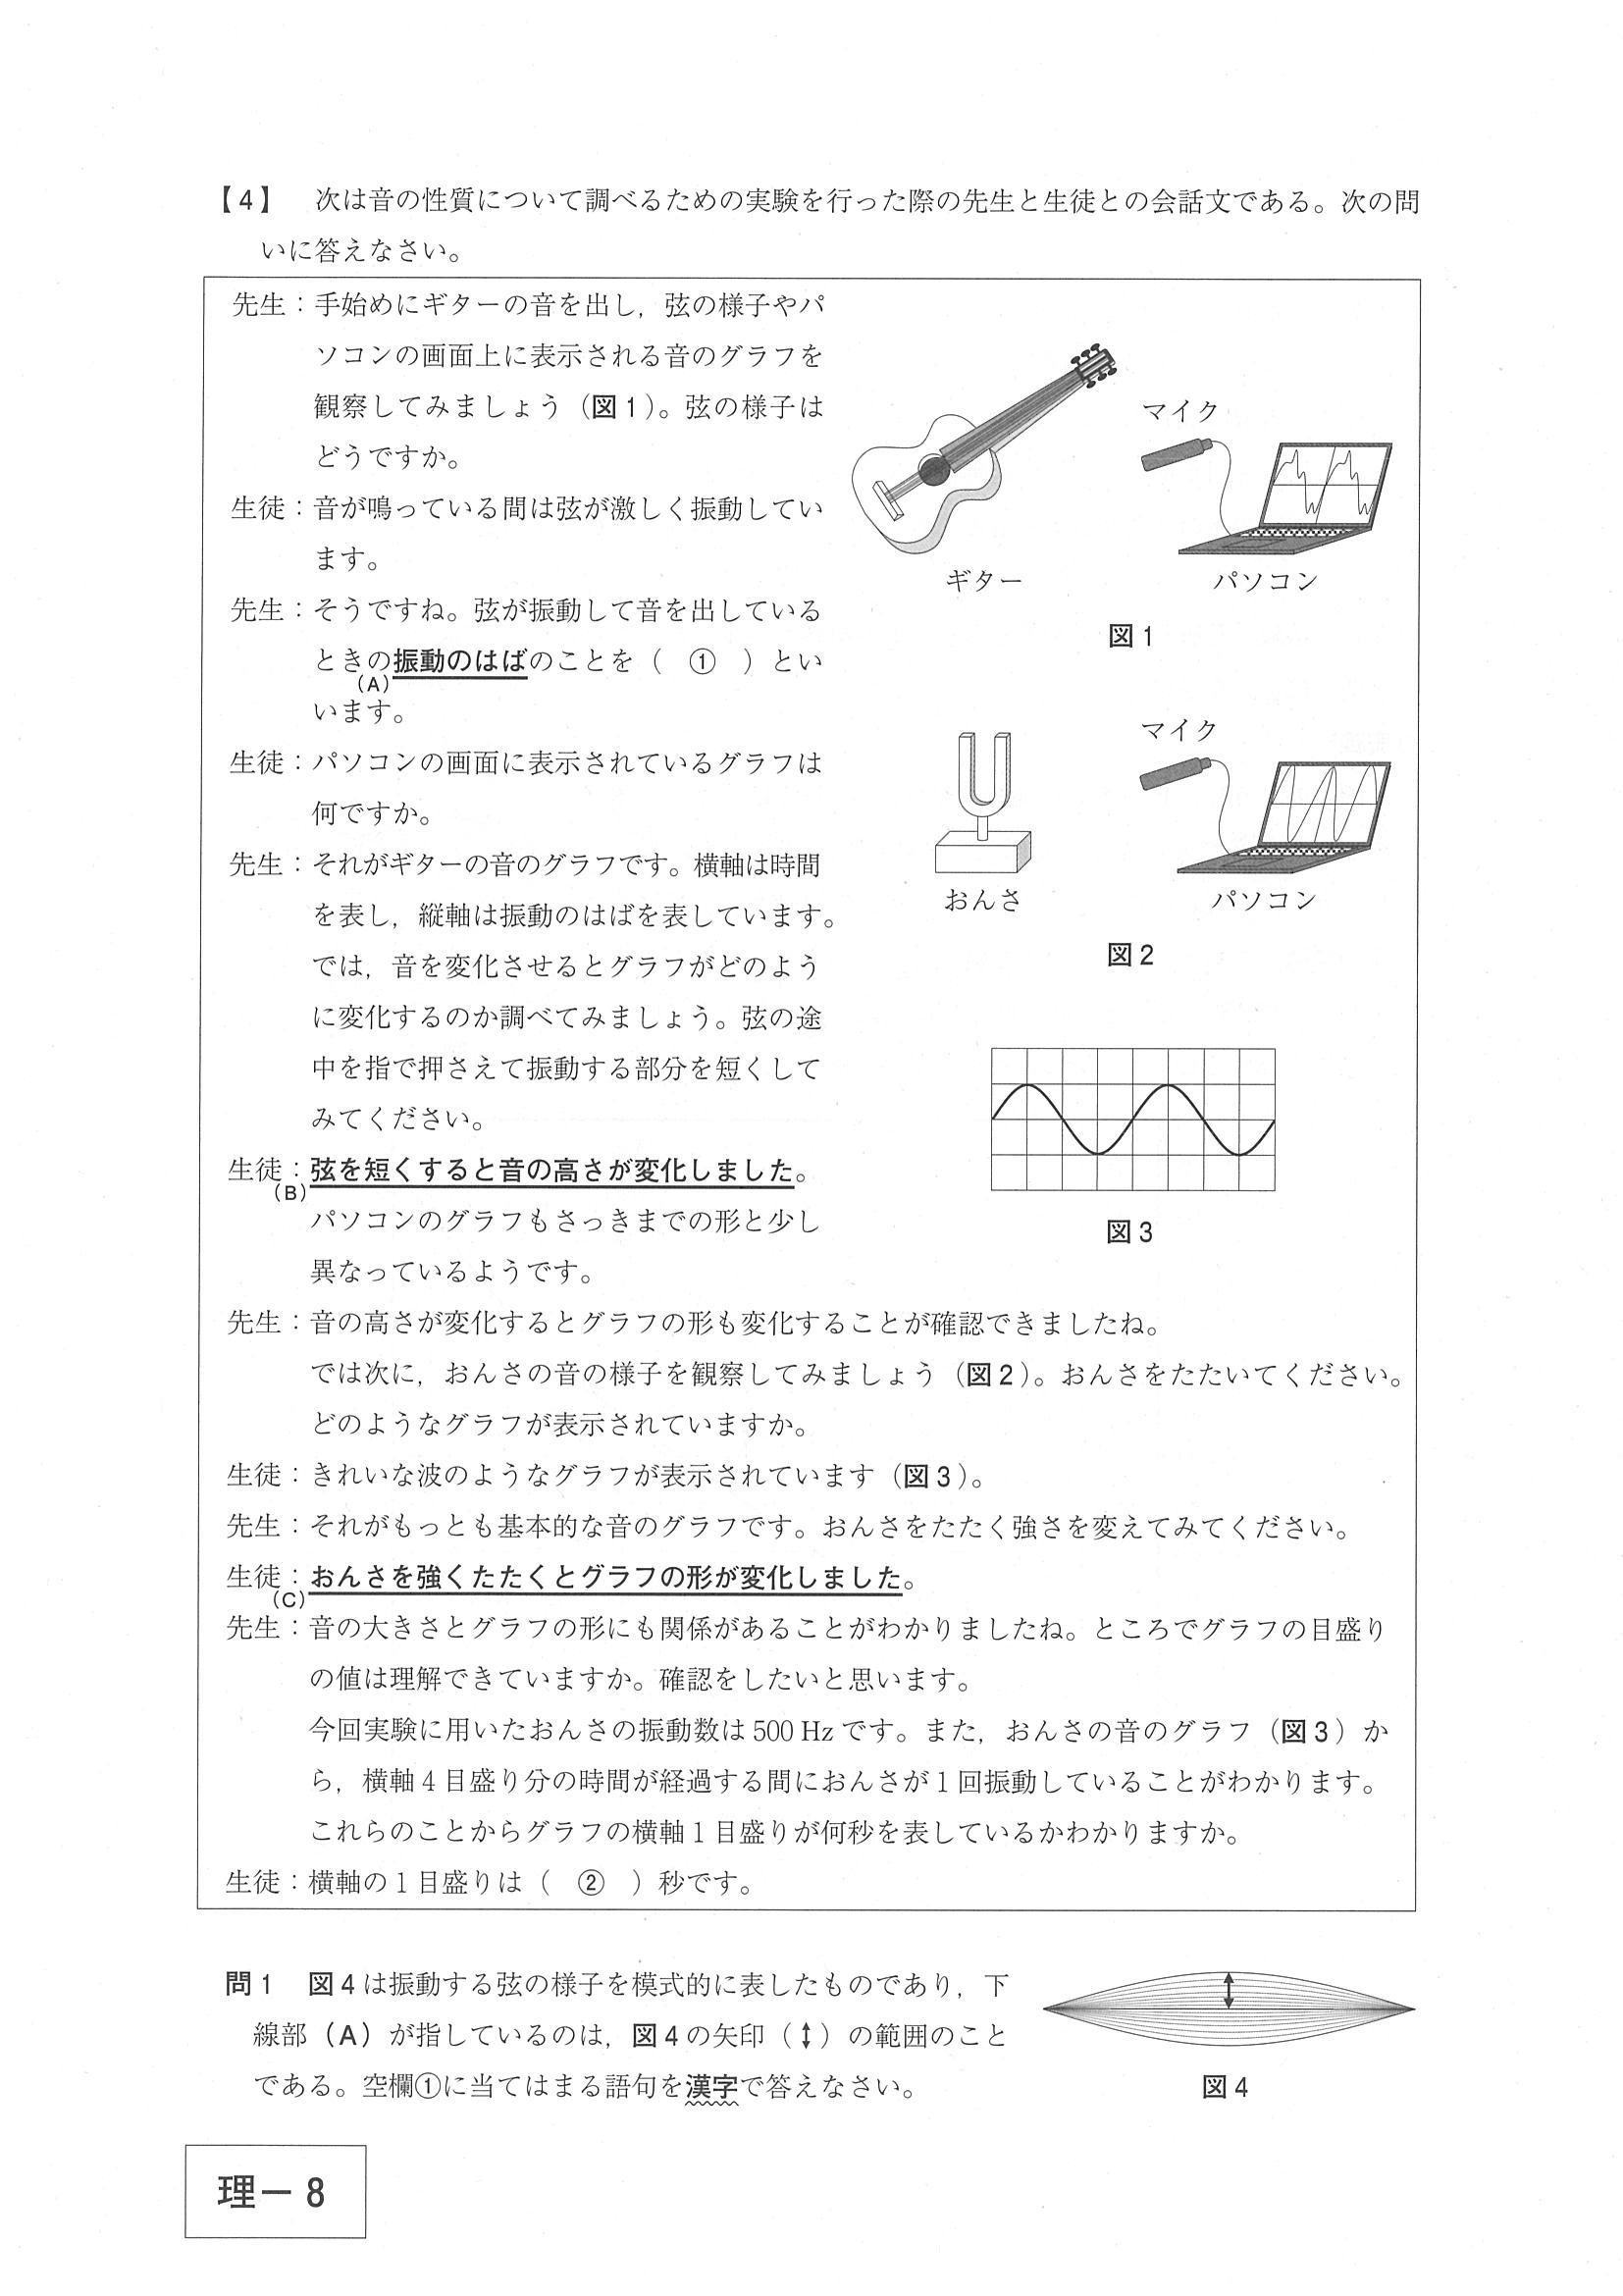 【4】　次は音の性質について調べるための実験を行った際の先生と生徒との会話文である。次の問
いに答えなさい。
先生：手始めにギターの音を出し，弦の様子やパ
ソコンの画面上に表示される音のグラフを
観察してみましょう（図1）。弦の様子は
どうですか。
生徒：音が鳴っている間は弦が激しく振動してい
ます。
先生：そうですね。弦が振動して音を出している
ときの(A)振動のはばのことを（　①　）とい
います。
生徒：パソコンの画面に表示されているグラフは
何ですか。
先生：それがギターの音のグラフです。横軸は時間
を表し，縦軸は振動のはばを表しています。
では，音を変化させるとグラフがどのよう
に変化するのか調べてみましょう。弦の途
中を指で押さえて振動する部分を短くして
みてください。
生徒：(B)弦を短くすると音の高さが変化しました。
パソコンのグラフもさっきまでの形と少し
異なっているようです。
マイク
ギター
パソコン
図1
マイク
おんさ
パソコン
図2
図3
先生：音の高さが変化するとグラフの形も変化することが確認できましたね。
では次に，おんさの音の様子を観察してみましょう（図2）。おんさをたたいてください。
どのようなグラフが表示されていますか。
生徒：きれいな波のようなグラフが表示されています（図3）。
先生：それがもっとも基本的な音のグラフです。おんさをたたく強さを変えてみてください。
生徒：(C)おんさを強くたたくとグラフの形が変化しました。
先生：音の大きさとグラフの形にも関係があることがわかりましたね。ところでグラフの目盛り
の値は理解できていますか。確認をしたいと思います。
今回実験に用いたおんさの振動数は500 Hzです。また，おんさの音のグラフ（図3）か
ら，横軸4目盛り分の時間が経過する間におんさが1回振動していることがわかります。
これらのことからグラフの横軸1目盛りが何秒を表しているかわかりますか。
生徒：横軸の1目盛りは（　②　）秒です。
問1　図4は振動する弦の様子を模式的に表したものであり，下
線部（A）が指しているのは，図4の矢印（↕）の範囲のこと
である。空欄①に当てはまる語句を漢字で答えなさい。
図4
理－8